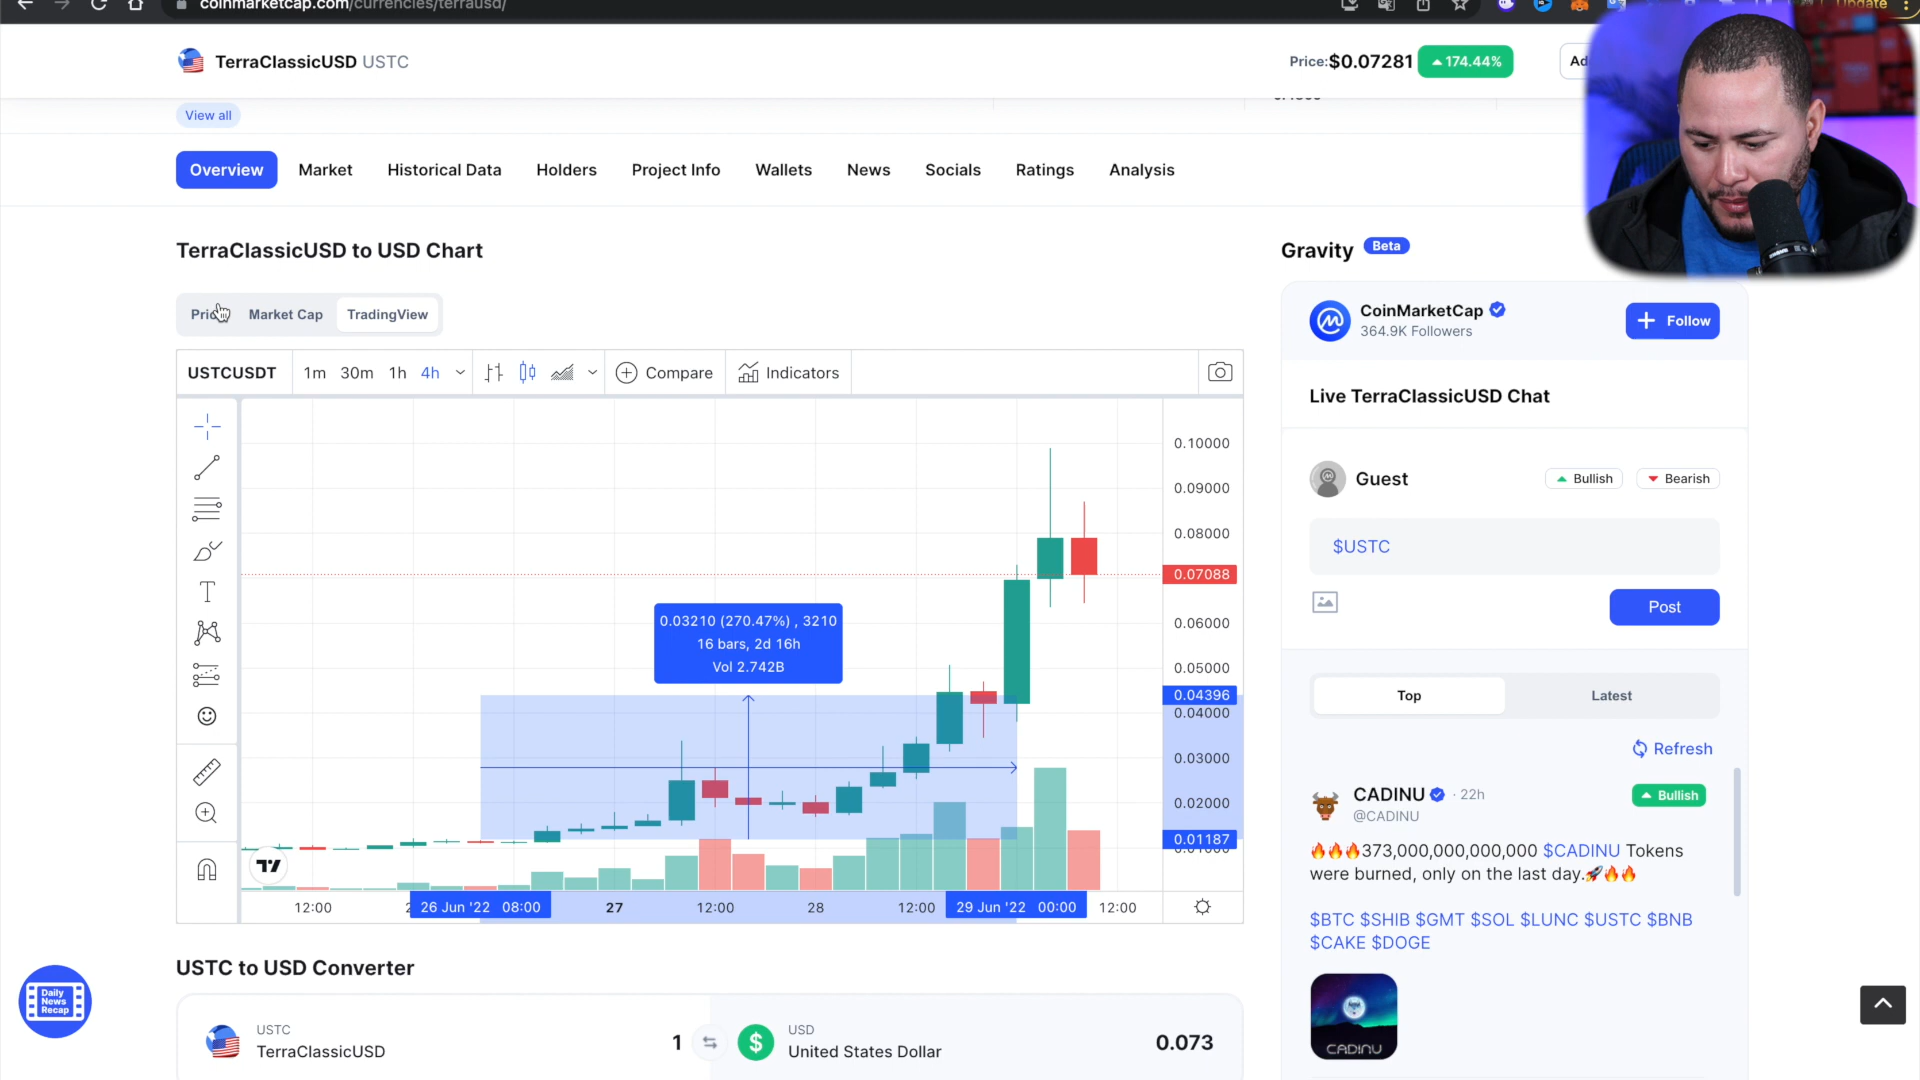 coinmarketcap.com/currencies/terrausd/
Update
TerraClassicUSD USTC
Price:$0.07281
174.44%
View all
Overview
Market
Historical Data
Holders
Project Info
Wallets
News
Socials
Ratings
Analysis
TerraClassicUSD to USD Chart
Market Cap
TradingView
USTCUSDT
1m
30m
1h
4h
Compare
Indicators
0.10000
0.09000
0.08000
0.07088
0.06000
0.05000
0.04396
0.04000
0.03000
0.02000
0.01187
0.03210 (270.47%) , 3210
16 bars, 2d 16h
Vol 2.742B
12:00
26 Jun '22 08:00
27
12:00
28
12:00
29 Jun '22 00:00
12:00
USTC to USD Converter
USTC
TerraClassicUSD
1
USD
United States Dollar
0.073
Daily
News
Recap
Gravity
Beta
CoinMarketCap
364.9K Followers
Follow
Live TerraClassicUSD Chat
Guest
Bullish
Bearish
$USTC
Post
Top
Latest
Refresh
CADINU · 22h
@CADINU
Bullish
🔥🔥🔥373,000,000,000,000 $CADINU Tokens
were burned, only on the last day.🚀🔥🔥
$BTC $SHIB $GMT $SOL $LUNC $USTC $BNB
$CAKE $DOGE
CADINU